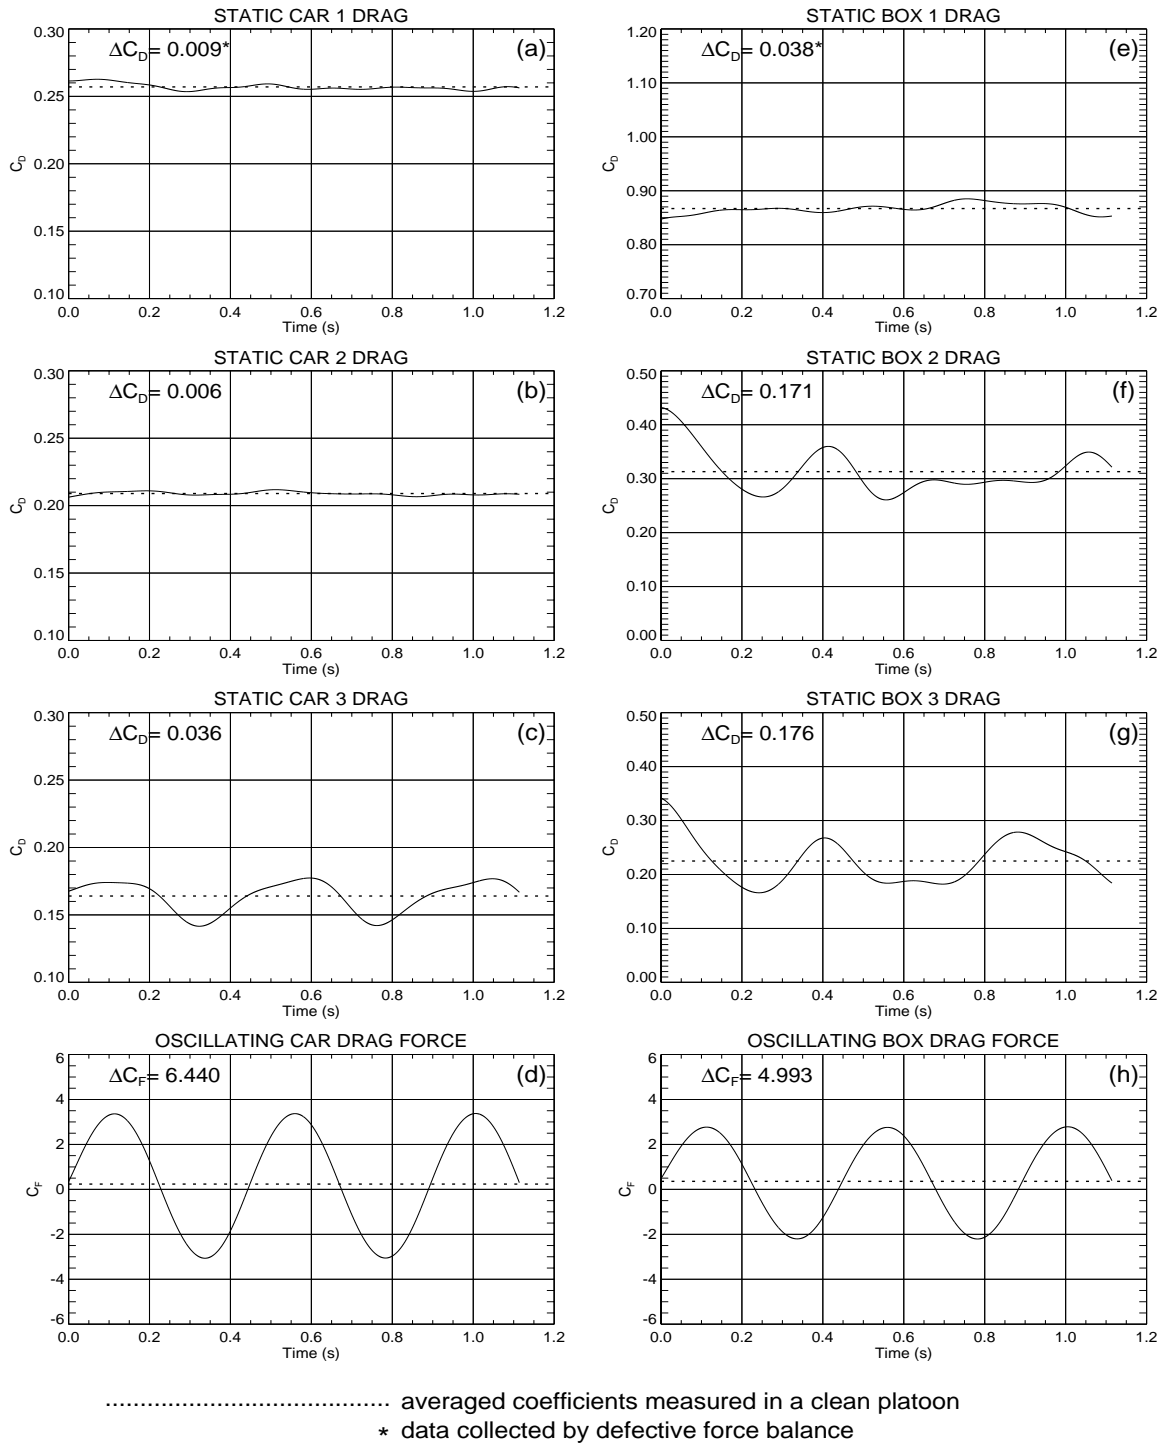 STATIC CAR 1 DRAG
0.30
0.25
0.20
0.15
0.10
C_D
ΔC_D= 0.009*
(a)
0.0 0.2 0.4 0.6 0.8 1.0 1.2
Time (s)
STATIC BOX 1 DRAG
1.20
1.10
1.00
0.90
0.80
0.70
C_D
ΔC_D= 0.038*
(e)
0.0 0.2 0.4 0.6 0.8 1.0 1.2
Time (s)
STATIC CAR 2 DRAG
0.30
0.25
0.20
0.15
0.10
C_D
ΔC_D= 0.006
(b)
0.0 0.2 0.4 0.6 0.8 1.0 1.2
Time (s)
STATIC BOX 2 DRAG
0.50
0.40
0.30
0.20
0.10
0.00
C_D
ΔC_D= 0.171
(f)
0.0 0.2 0.4 0.6 0.8 1.0 1.2
Time (s)
STATIC CAR 3 DRAG
0.30
0.25
0.20
0.15
0.10
C_D
ΔC_D= 0.036
(c)
0.0 0.2 0.4 0.6 0.8 1.0 1.2
Time (s)
STATIC BOX 3 DRAG
0.50
0.40
0.30
0.20
0.10
0.00
C_D
ΔC_D= 0.176
(g)
0.0 0.2 0.4 0.6 0.8 1.0 1.2
Time (s)
OSCILLATING CAR DRAG FORCE
6
4
2
0
-2
-4
-6
C_F
ΔC_F= 6.440
(d)
0.0 0.2 0.4 0.6 0.8 1.0 1.2
Time (s)
OSCILLATING BOX DRAG FORCE
6
4
2
0
-2
-4
-6
C_F
ΔC_F= 4.993
(h)
0.0 0.2 0.4 0.6 0.8 1.0 1.2
Time (s)
averaged coefficients measured in a clean platoon
* data collected by defective force balance